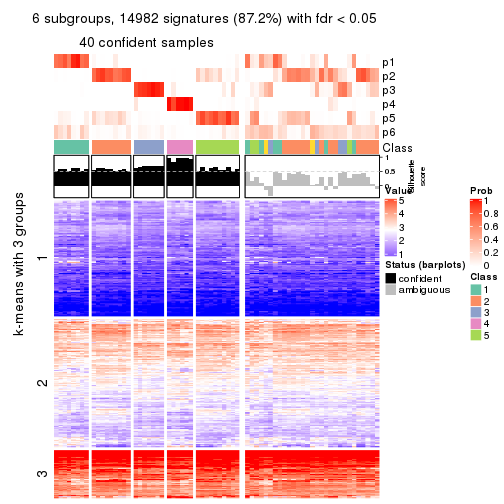 6 subgroups, 14982 signatures (87.2%) with fdr < 0.05
40 confident samples
p1
p2
p3
p4
p5
p6
Class
1
0.5
0
Silhouette
score
k-means with 3 groups
1
2
3
Value
5
4
3
2
1
Status (barplots)
confident
ambiguous
Prob
1
0.8
0.6
0.4
0.2
0
Class
1
2
3
4
5